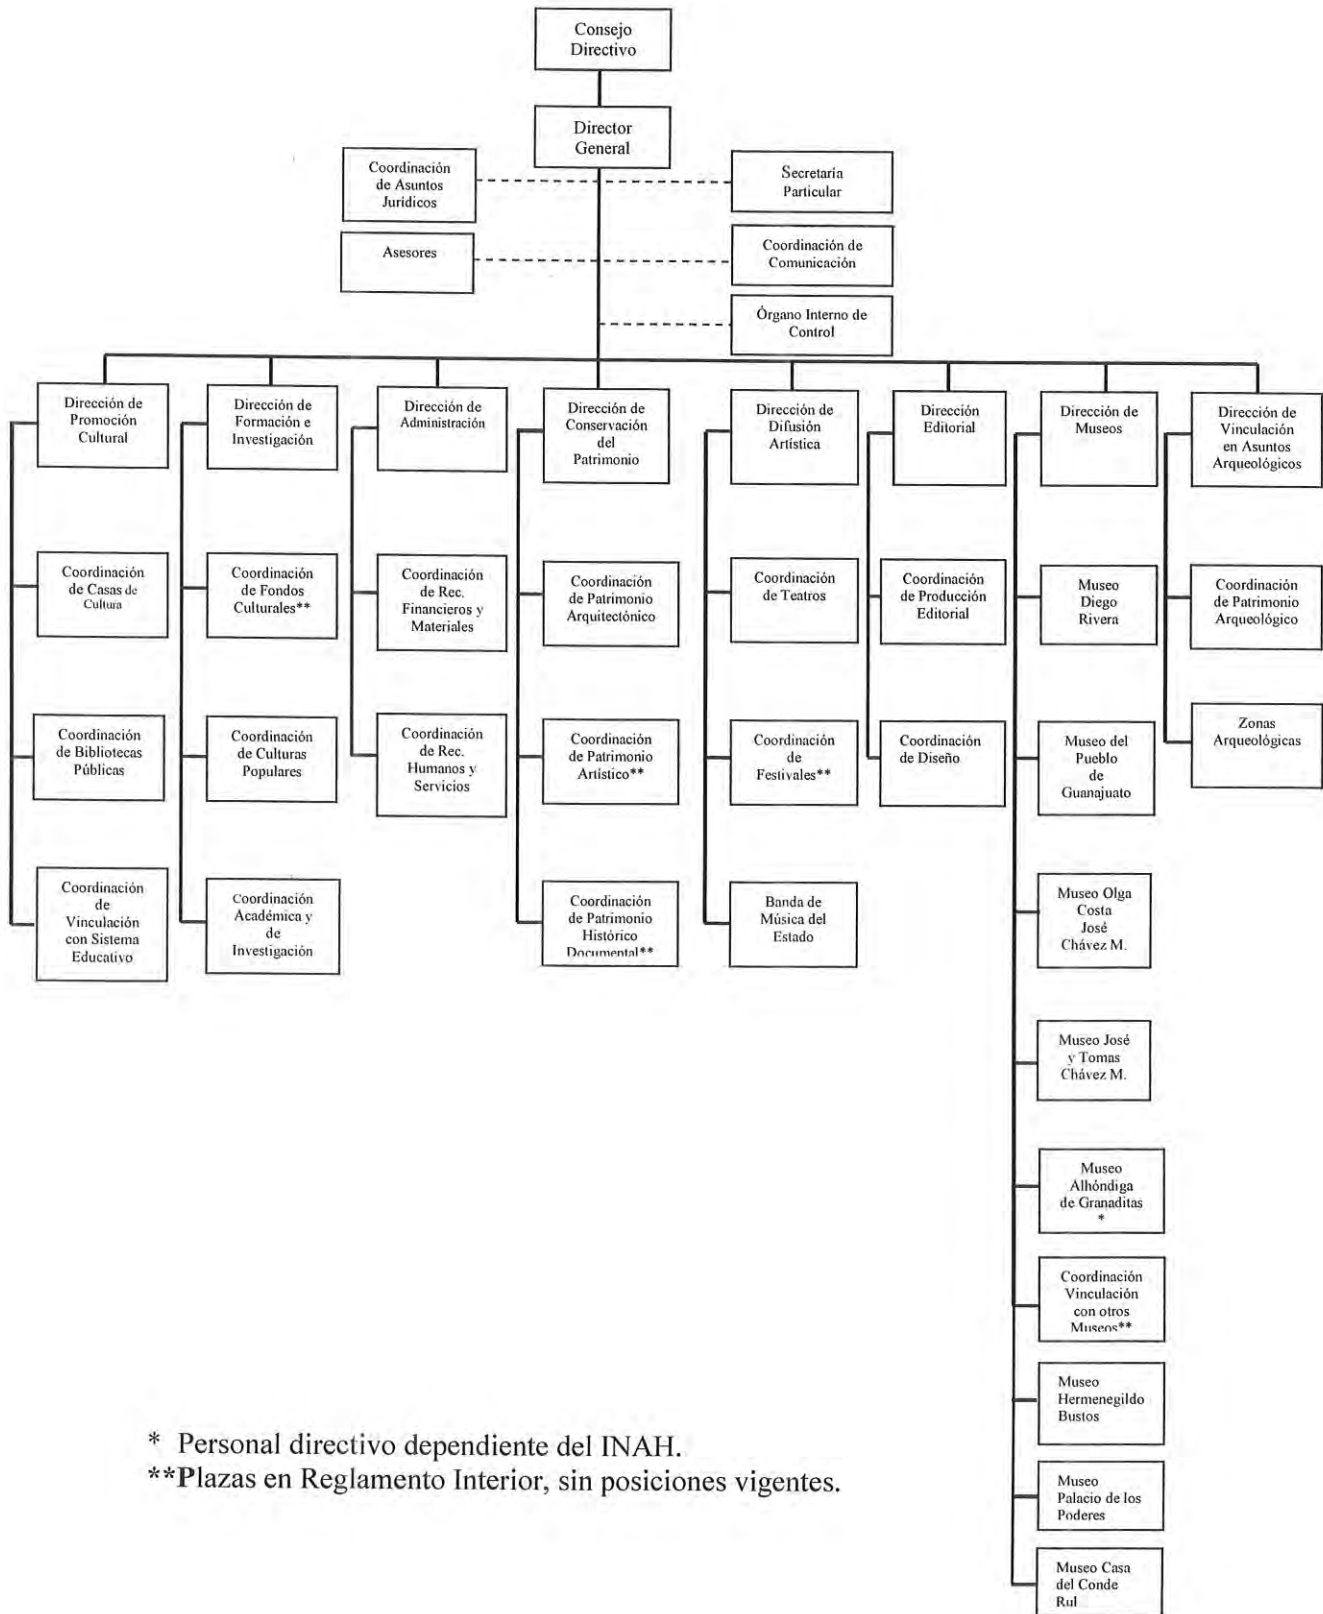 Consejo
Directivo
Director
General
Coordinación
de Asuntos
Jurídicos
Secretaría
Particular
Asesores
Coordinación de
Comunicación
Órgano Interno de
Control
Dirección de
Promoción
Cultural
Dirección de
Formación e
Investigación
Dirección de
Administración
Dirección de
Conservación
del
Patrimonio
Dirección de
Difusión
Artística
Dirección
Editorial
Dirección de
Museos
Dirección de
Vinculación
en Asuntos
Arqueológicos
Coordinación
de Casas de
Cultura
Coordinación
de Fondos
Culturales**
Coordinación
de Rec.
Financieros y
Materiales
Coordinación
de Patrimonio
Arquitectónico
Coordinación
de Teatros
Coordinación
de Producción
Editorial
Museo
Diego
Rivera
Coordinación
de Patrimonio
Arqueológico
Coordinación
de Bibliotecas
Públicas
Coordinación
de Culturas
Populares
Coordinación
de Rec.
Humanos y
Servicios
Coordinación
de Patrimonio
Artístico**
Coordinación
de
Festivales**
Coordinación
de Diseño
Museo del
Pueblo
de
Guanajuato
Zonas
Arqueológicas
Coordinación
de
Vinculación
con Sistema
Educativo
Coordinación
Académica y
de
Investigación
Coordinación
de Patrimonio
Histórico
Documental**
Banda de
Música del
Estado
Museo Olga
Costa
José
Chávez M.
Museo José
y Tomas
Chávez M.
Museo
Alhóndiga
de Granaditas
*
Coordinación
Vinculación
con otros
Museos**
Museo
Hermenegildo
Bustos
Museo
Palacio de los
Poderes
Museo Casa
del Conde
Rul
* Personal directivo dependiente del INAH.
**Plazas en Reglamento Interior, sin posiciones vigentes.